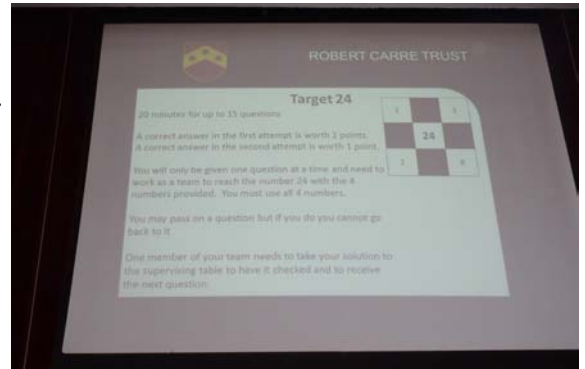 ROBERT CARRE TRUST
Target 24
20 minutes for up to 15 questions
A correct answer in the first attempt is worth 2 points.
A correct answer in the second attempt is worth 1 point.
You will only be given one question at a time and need to
work as a team to reach the number 24 with the 4
numbers provided. You must use all 4 numbers.
You may pass on a question but if you do you cannot go
back to it
One member of your team needs to take your solution to
the supervising table to have it checked and to receive
the next question.
24